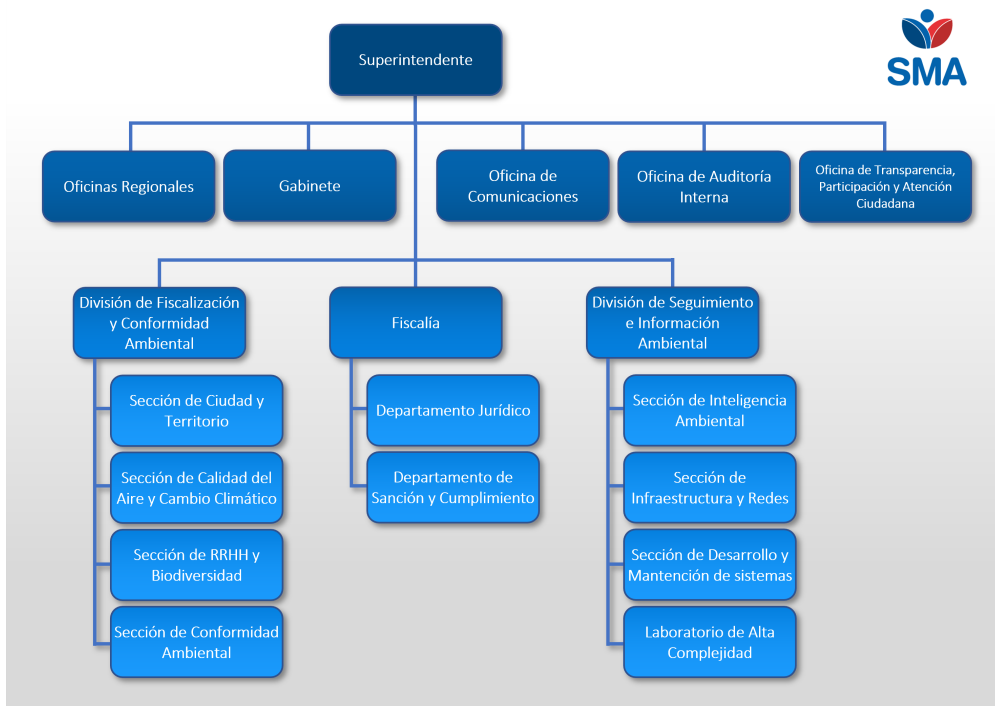 SMA
Superintendente
Oficinas Regionales
Gabinete
Oficina de
Comunicaciones
Oficina de Auditoría
Interna
Oficina de Transparencia,
Participación y Atención
Ciudadana
División de Fiscalización
y Conformidad
Ambiental
Sección de Ciudad y
Territorio
Sección de Calidad del
Aire y Cambio Climático
Sección de RRHH y
Biodiversidad
Sección de Conformidad
Ambiental
Fiscalía
Departamento Jurídico
Departamento de
Sanción y Cumplimiento
División de Seguimiento
e Información
Ambiental
Sección de Inteligencia
Ambiental
Sección de
Infraestructura y Redes
Sección de Desarrollo y
Mantención de sistemas
Laboratorio de Alta
Complejidad